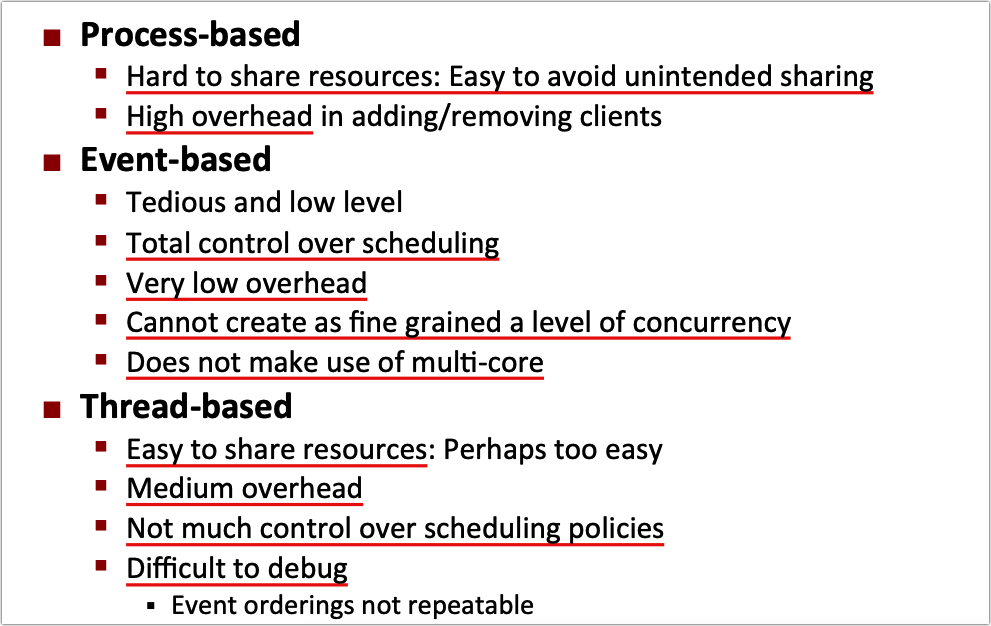 Process-based
Hard to share resources: Easy to avoid unintended sharing
High overhead in adding/removing clients
Event-based
Tedious and low level
Total control over scheduling
Very low overhead
Cannot create as fine grained a level of concurrency
Does not make use of multi-core
Thread-based
Easy to share resources: Perhaps too easy
Medium overhead
Not much control over scheduling policies
Difficult to debug
Event orderings not repeatable